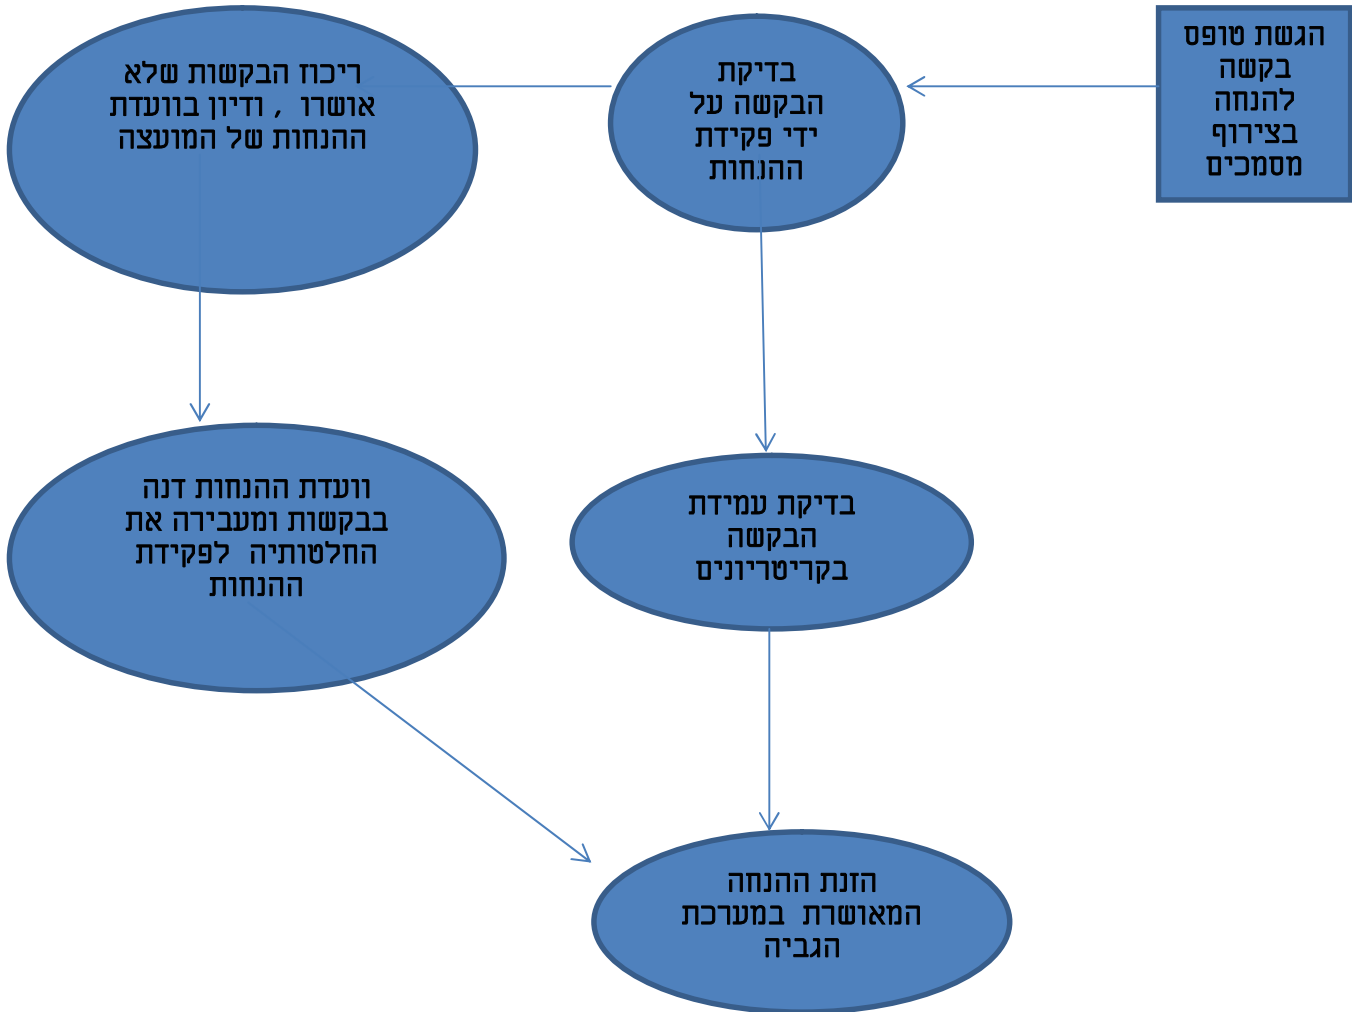 הגשת טופס
בקשה
להנחה
בצירוף
מסמכים
בדיקת
הבקשה על
ידי פקידת
ההנחות
ריכוז הבקשות שלא
אושרו , ודיון בוועדת
ההנחות של המועצה
וועדת ההנחות דנה
בבקשות ומעבירה את
החלטותיה לפקידת
ההנחות
בדיקת עמידת
הבקשה
בקריטריונים
הזנת ההנחה
המאושרת במערכת
הגביה